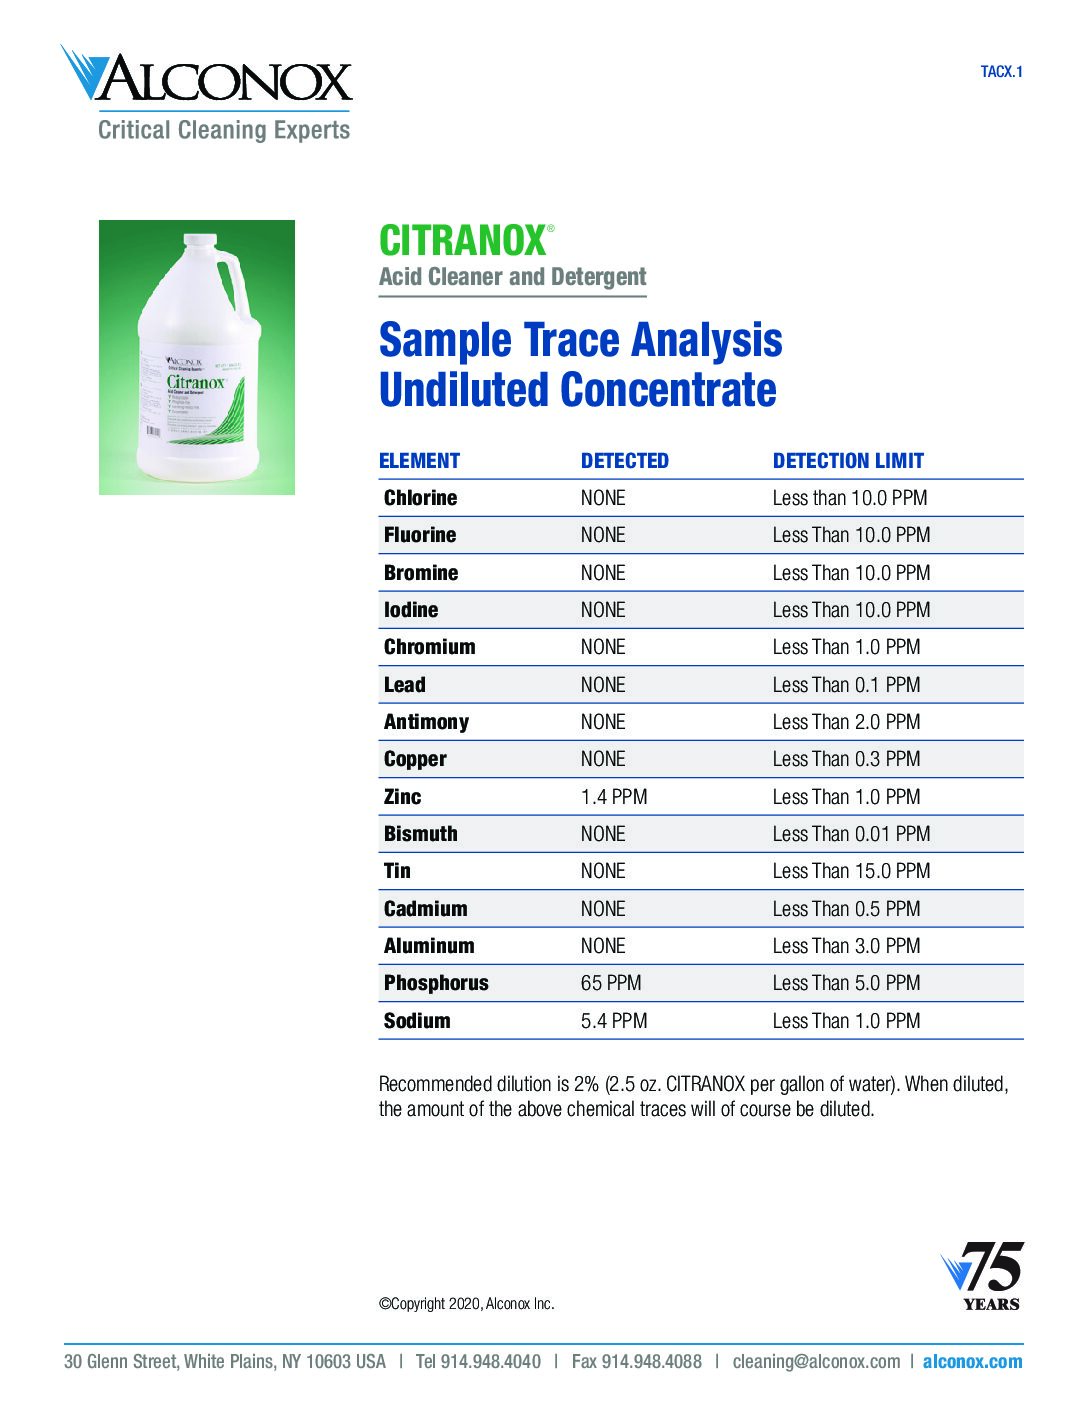 ALCONOX
Critical Cleaning Experts
TACX.1
ALCONOX
Critical Cleaning Experts
Citranox
Acid Cleaner and Detergent
CITRANOX®
Acid Cleaner and Detergent
Sample Trace Analysis
Undiluted Concentrate
ELEMENT DETECTED DETECTION LIMIT
Chlorine NONE Less than 10.0 PPM
Fluorine NONE Less Than 10.0 PPM
Bromine NONE Less Than 10.0 PPM
Iodine NONE Less Than 10.0 PPM
Chromium NONE Less Than 1.0 PPM
Lead NONE Less Than 0.1 PPM
Antimony NONE Less Than 2.0 PPM
Copper NONE Less Than 0.3 PPM
Zinc 1.4 PPM Less Than 1.0 PPM
Bismuth NONE Less Than 0.01 PPM
Tin NONE Less Than 15.0 PPM
Cadmium NONE Less Than 0.5 PPM
Aluminum NONE Less Than 3.0 PPM
Phosphorus 65 PPM Less Than 5.0 PPM
Sodium 5.4 PPM Less Than 1.0 PPM
Recommended dilution is 2% (2.5 oz. CITRANOX per gallon of water). When diluted,
the amount of the above chemical traces will of course be diluted.
75
YEARS
©Copyright 2020, Alconox Inc.
30 Glenn Street, White Plains, NY 10603 USA | Tel 914.948.4040 | Fax 914.948.4088 | cleaning@alconox.com | alconox.com